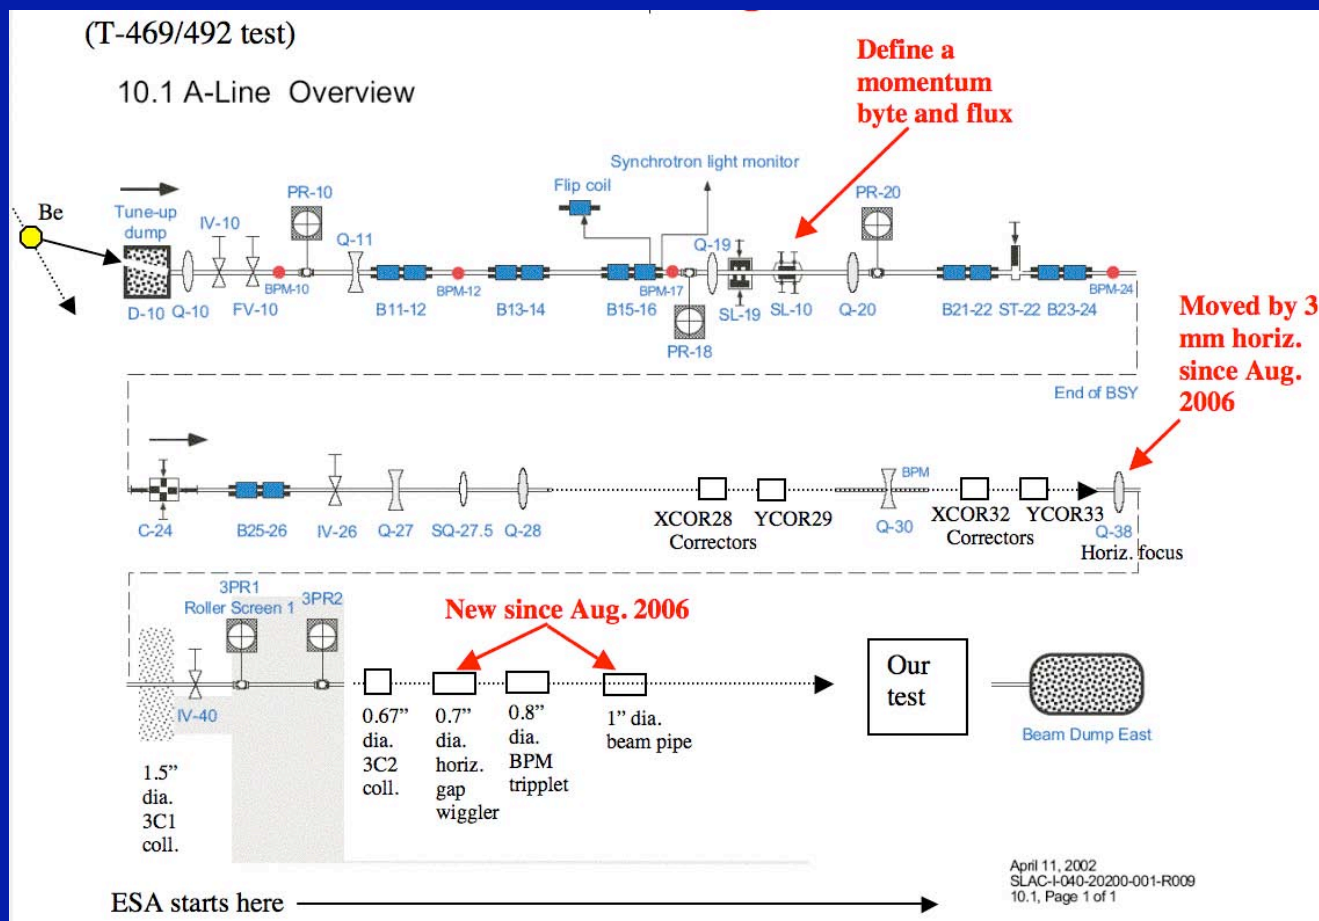 (T-469/492 test)
10.1 A-Line Overview
Define a
momentum
byte and flux
Synchrotron light monitor
Flip coil
PR-10
PR-20
Be
Tune-up
dump
IV-10
Q-11
Q-19
BPM-10
BPM-12
BPM-17
BPM-24
D-10
Q-10
FV-10
B11-12
B13-14
B15-16
SL-19
SL-10
Q-20
B21-22
ST-22
B23-24
PR-18
Moved by 3
mm horiz.
since Aug.
2006
End of BSY
BPM
C-24
B25-26
IV-26
Q-27
SQ-27.5
Q-28
XCOR28
Correctors
YCOR29
Q-30
XCOR32
Correctors
YCOR33
Q-38
Horiz. focus
3PR1
Roller Screen 1
3PR2
New since Aug. 2006
IV-40
1.5”
dia.
3C1
coll.
0.67”
dia.
3C2
coll.
0.7”
dia.
horiz.
gap
wiggler
0.8”
dia.
BPM
tripplet
1” dia.
beam pipe
Our
test
Beam Dump East
ESA starts here
April 11, 2002
SLAC-I-040-20200-001-R009
10.1, Page 1 of 1